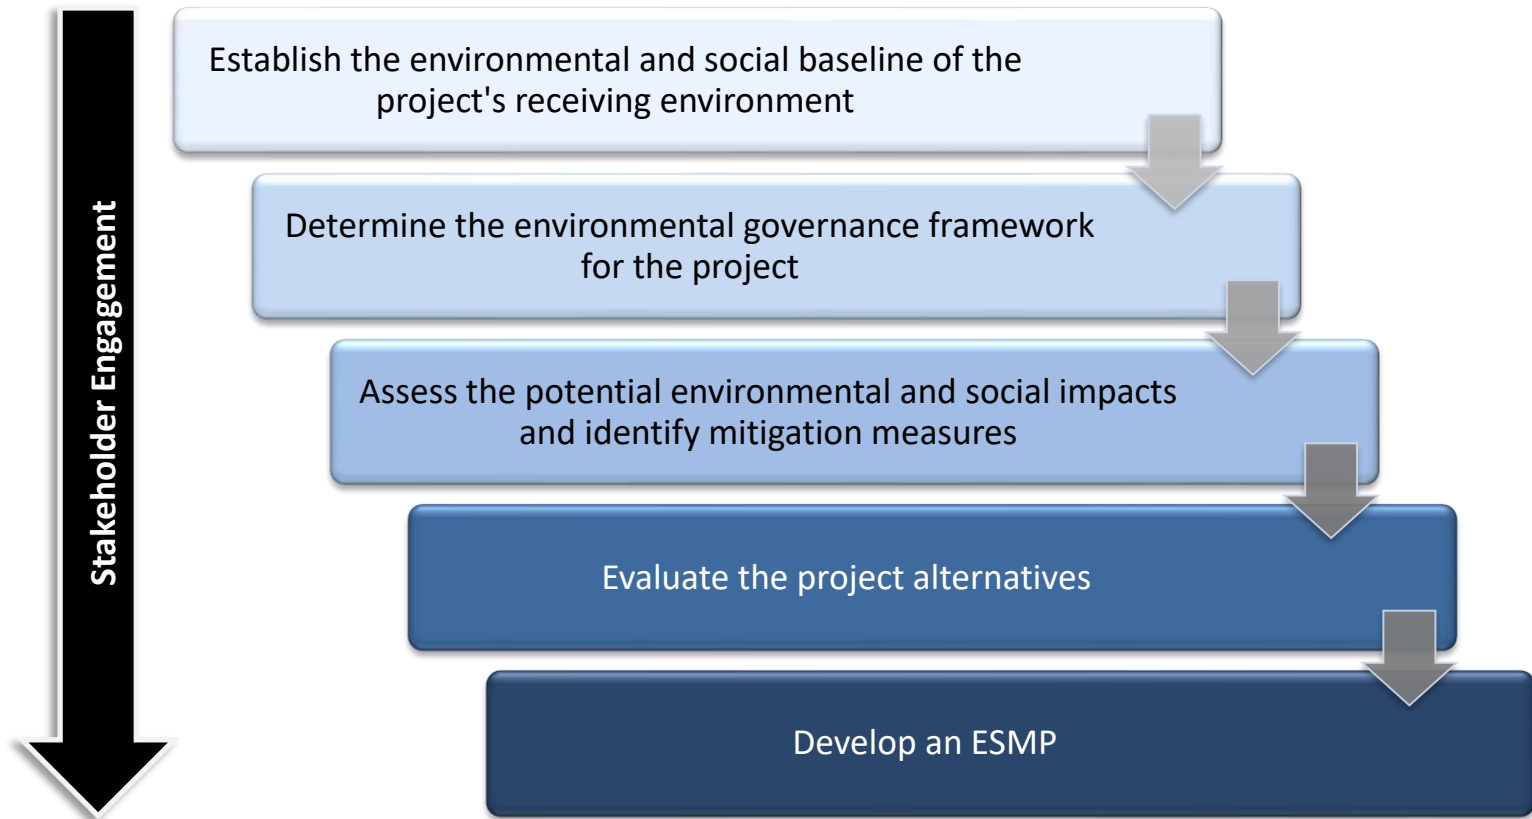 Stakeholder Engagement
Establish the environmental and social baseline of the
project's receiving environment
Determine the environmental governance framework
for the project
Assess the potential environmental and social impacts
and identify mitigation measures
Evaluate the project alternatives
Develop an ESMP